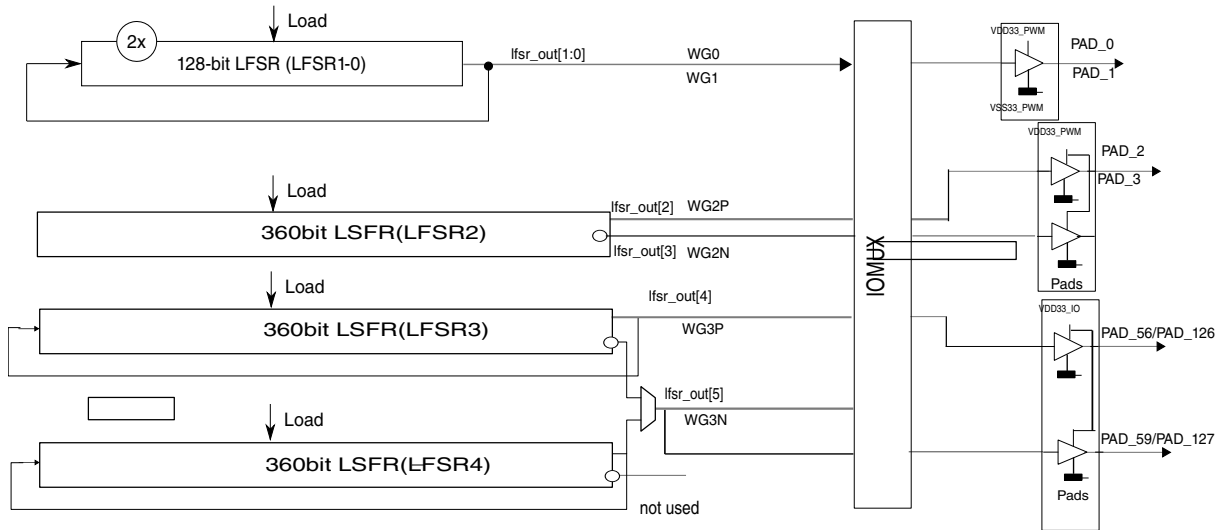 Load
2x
128-bit LFSR (LFSR1-0)
lfsr_out[1:0]
WG0
WG1
VDD33_PWM
VSS33_PWM
PAD_0
PAD_1
Load
360bit LSFR(LFSR2)
lfsr_out[2]
WG2P
lfsr_out[3]
WG2N
IOMUX
VDD33_PWM
PAD_2
PAD_3
Pads
Load
360bit LSFR(LFSR3)
lfsr_out[4]
WG3P
VDD33_IO
PAD_56/PAD_126
Load
lfsr_out[5]
WG3N
360bit LSFR(LFSR4)
not used
PAD_59/PAD_127
Pads